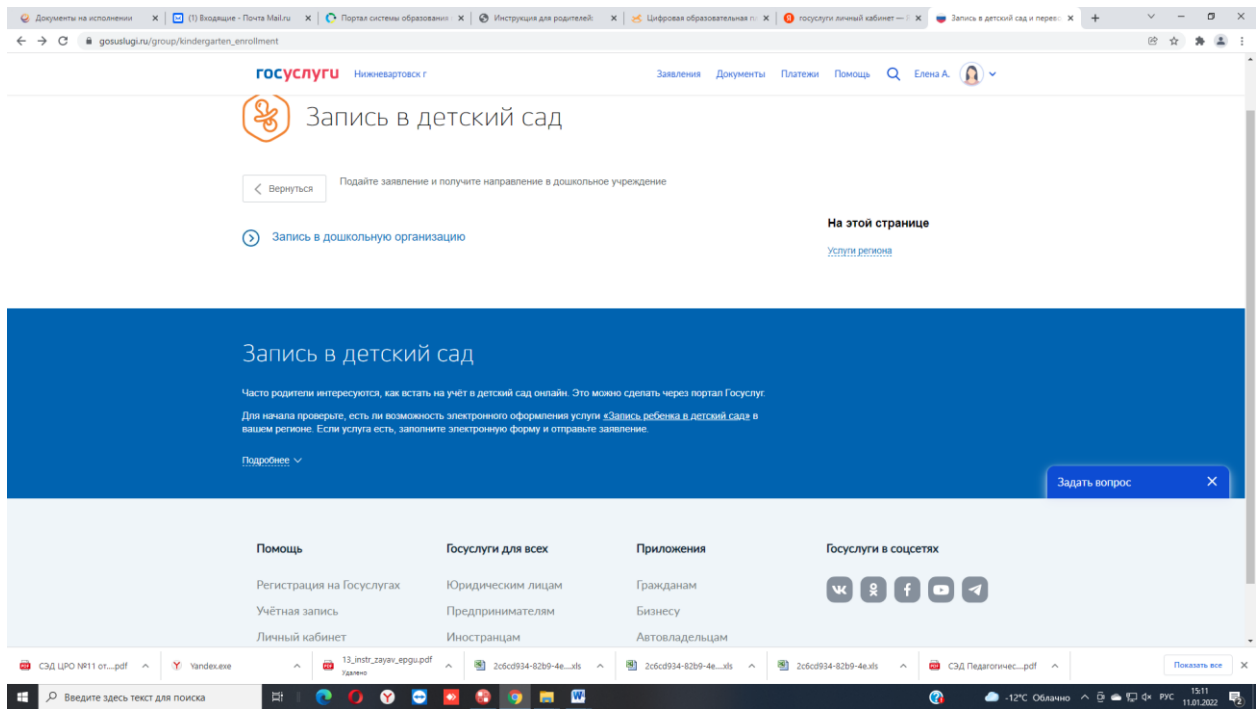 Документы на исполнении
(1) Входящие - Почта Mail.ru
Портал системы образования
Инструкция для родителей
Цифровая образовательная
госуслуги личный кабинет —
Запись в детский сад и перев
gosuslugi.ru/group/kindergarten_enrollment
госуслуги Нижневартовск г Заявления Документы Платежи Помощь Елена А.
Запись в детский сад
Вернуться
Подайте заявление и получите направление в дошкольное учреждение
Запись в дошкольную организацию
На этой странице
Услуги региона
Запись в детский сад
Часто родители интересуются, как встать на учёт в детский сад онлайн. Это можно сделать через портал Госуслуг.
Для начала проверьте, есть ли возможность электронного оформления услуги «Запись ребенка в детский сад» в
вашем регионе. Если услуга есть, заполните электронную форму и отправьте заявление.
Подробнее
Задать вопрос
Помощь
Регистрация на Госуслугах
Учётная запись
Личный кабинет
Госуслуги для всех
Юридическим лицам
Предпринимателям
Иностранцам
Приложения
Гражданам
Бизнесу
Автовладельцам
Госуслуги в соцсетях
СЭД ЦРО №11 от....pdf
Yandex.exe
13_instr_zayav_epgu.pdf
Удалено
2c6cd934-82b9-4e....xls
2c6cd934-82b9-4e....xls
2c6cd934-82b9-4e.xls
СЭД Педагогичес....pdf
Показать все
Введите здесь текст для поиска
-12°C Облачно
РУС
15:11
11.01.2022